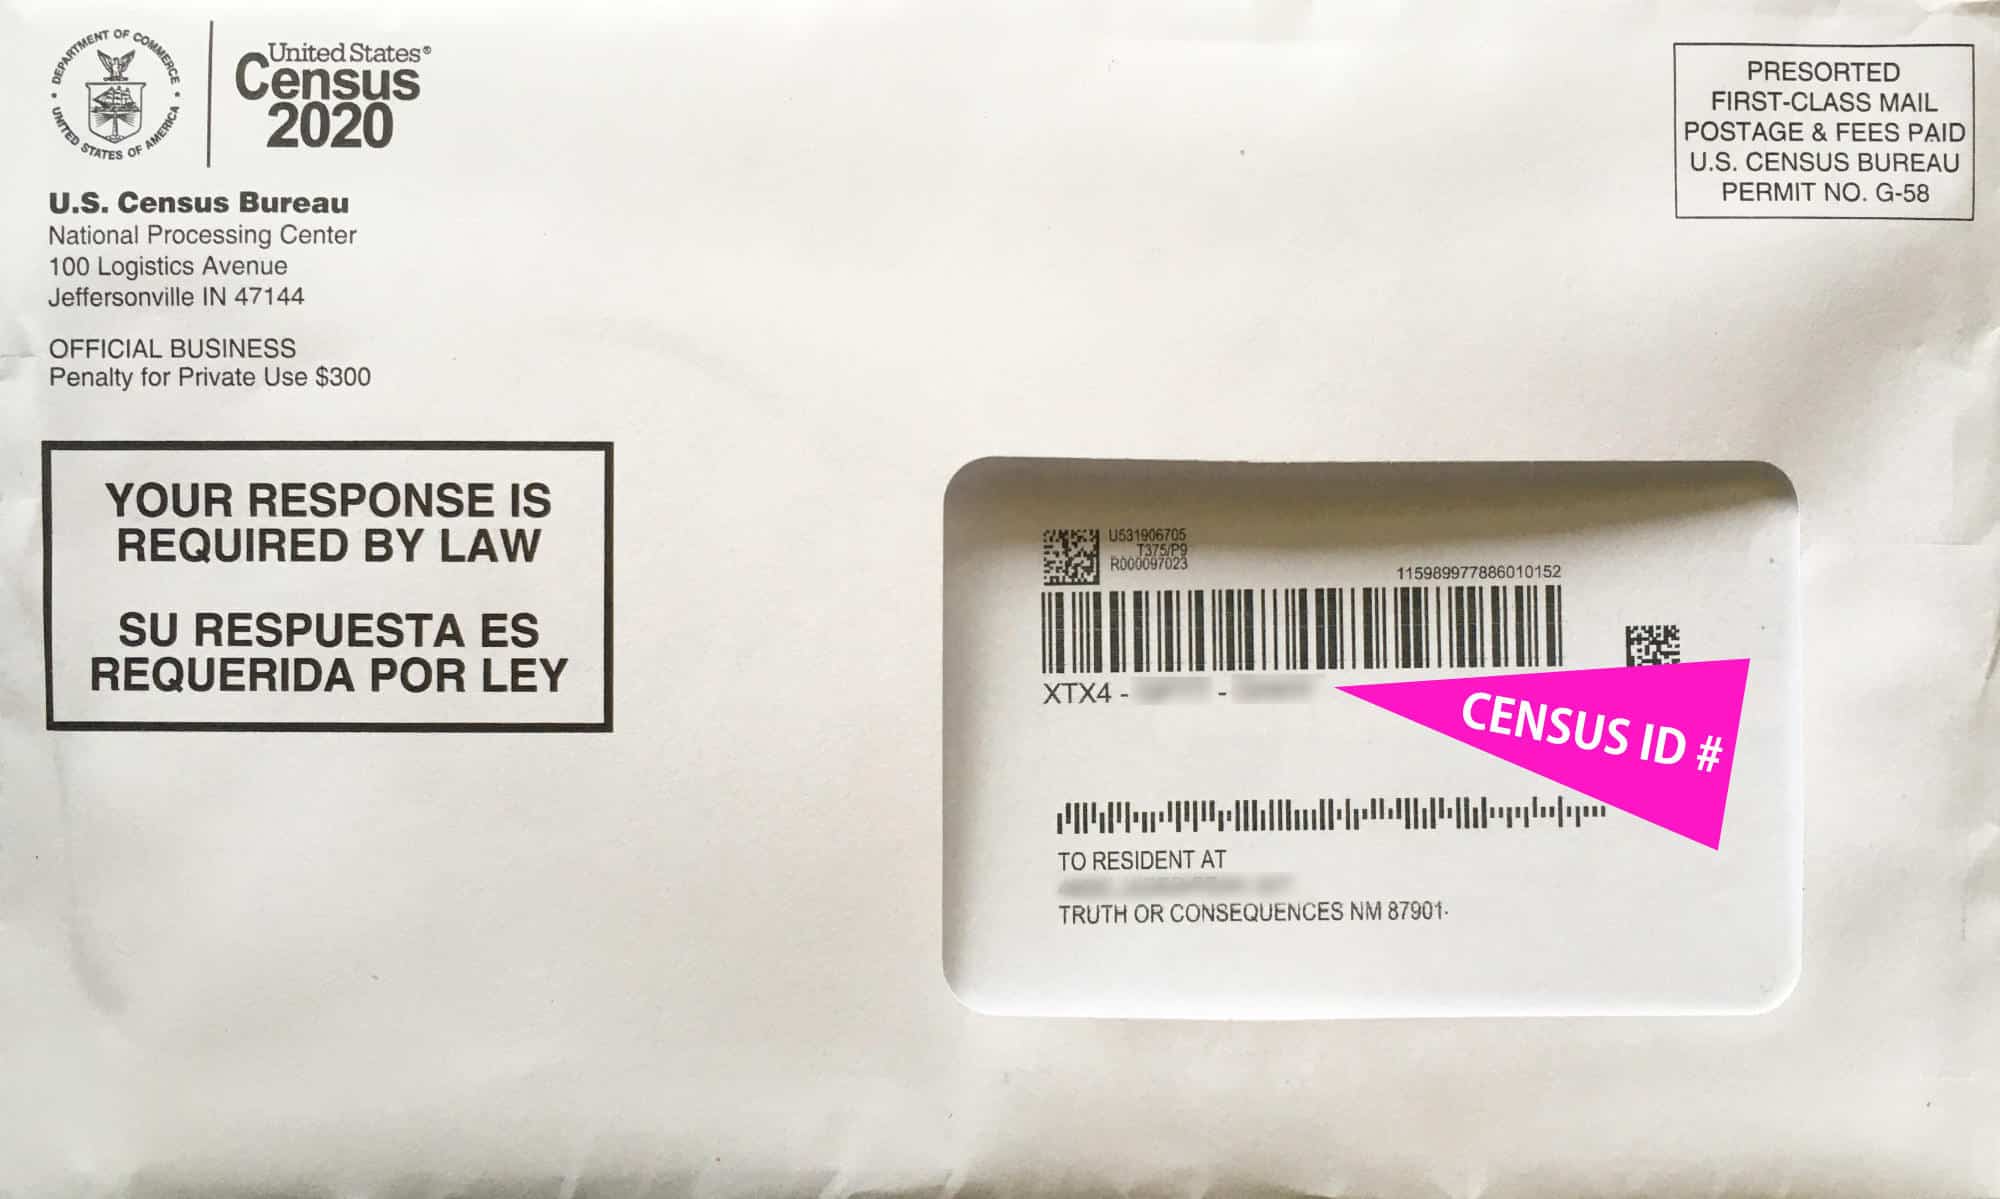 DEPARTMENT OF COMMERCE
UNITED STATES OF AMERICA
United States®
Census
2020
U.S. Census Bureau
National Processing Center
100 Logistics Avenue
Jeffersonville IN 47144
OFFICIAL BUSINESS
Penalty for Private Use $300
PRESORTED
FIRST-CLASS MAIL
POSTAGE & FEES PAID
U.S. CENSUS BUREAU
PERMIT NO. G-58
YOUR RESPONSE IS
REQUIRED BY LAW
SU RESPUESTA ES
REQUERIDA POR LEY
U531906705
T375/P9
R000097023
115989977886010152
XTX4 - -
CENSUS ID #
TO RESIDENT AT
TRUTH OR CONSEQUENCES NM 87901